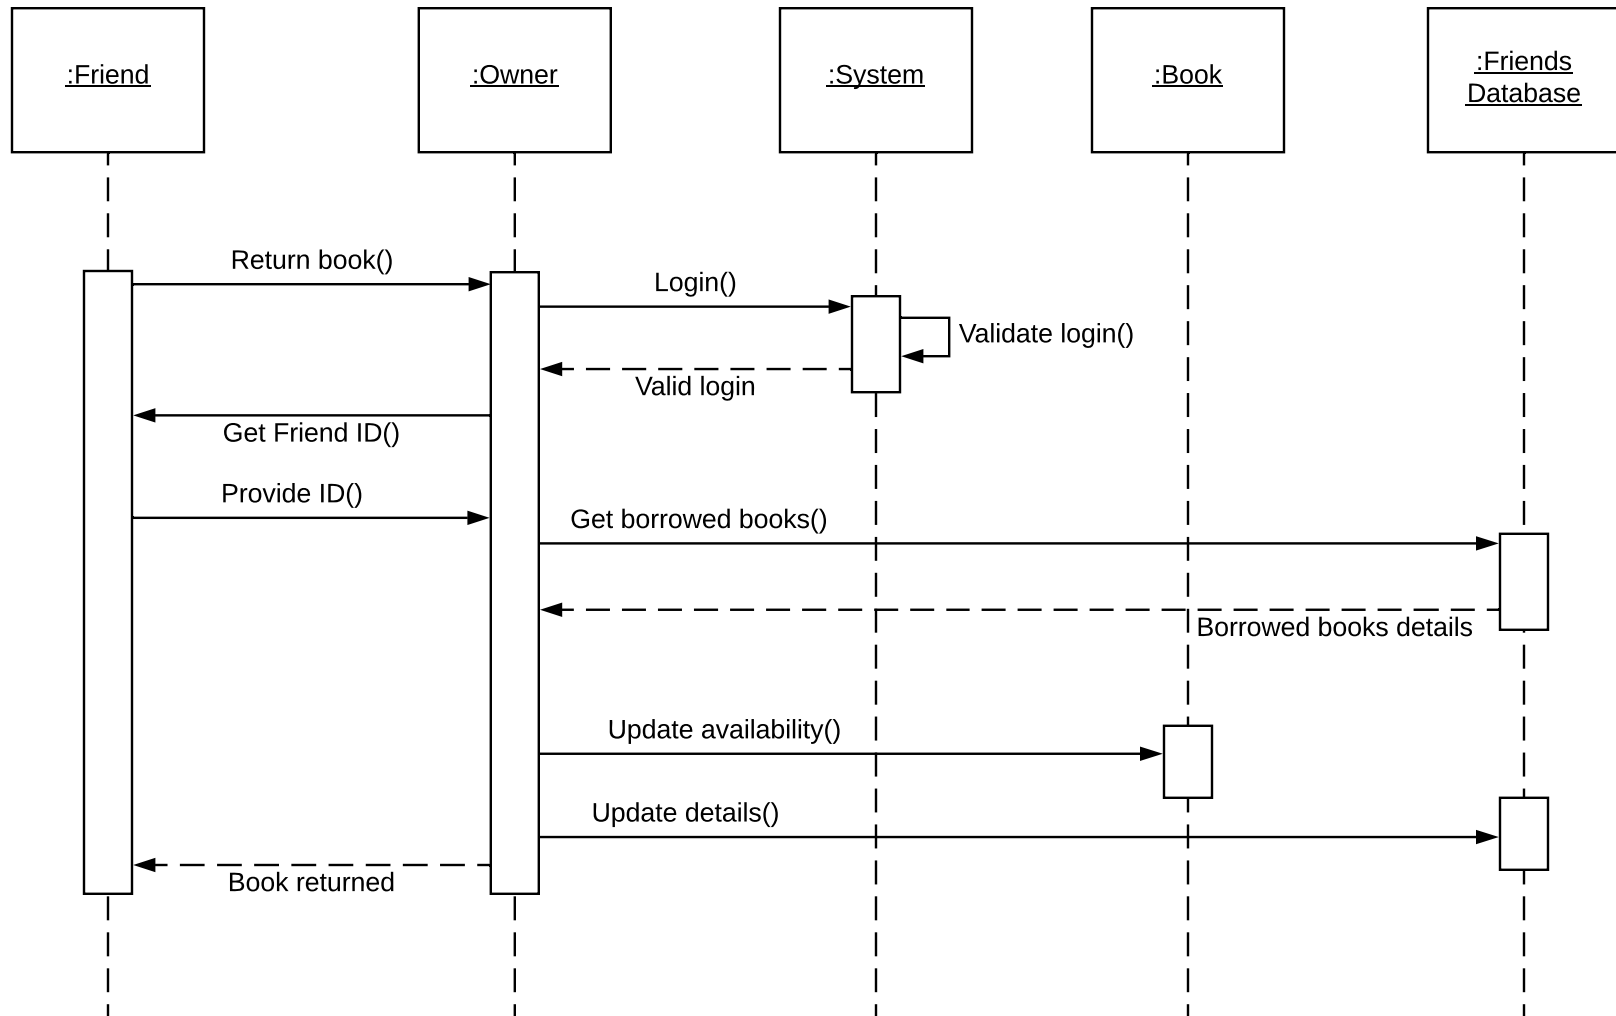 :Friend
:Owner
:System
:Book
:Friends
Database
Return book()
Login()
Validate login()
Valid login
Get Friend ID()
Provide ID()
Get borrowed books()
Borrowed books details
Update availability()
Update details()
Book returned